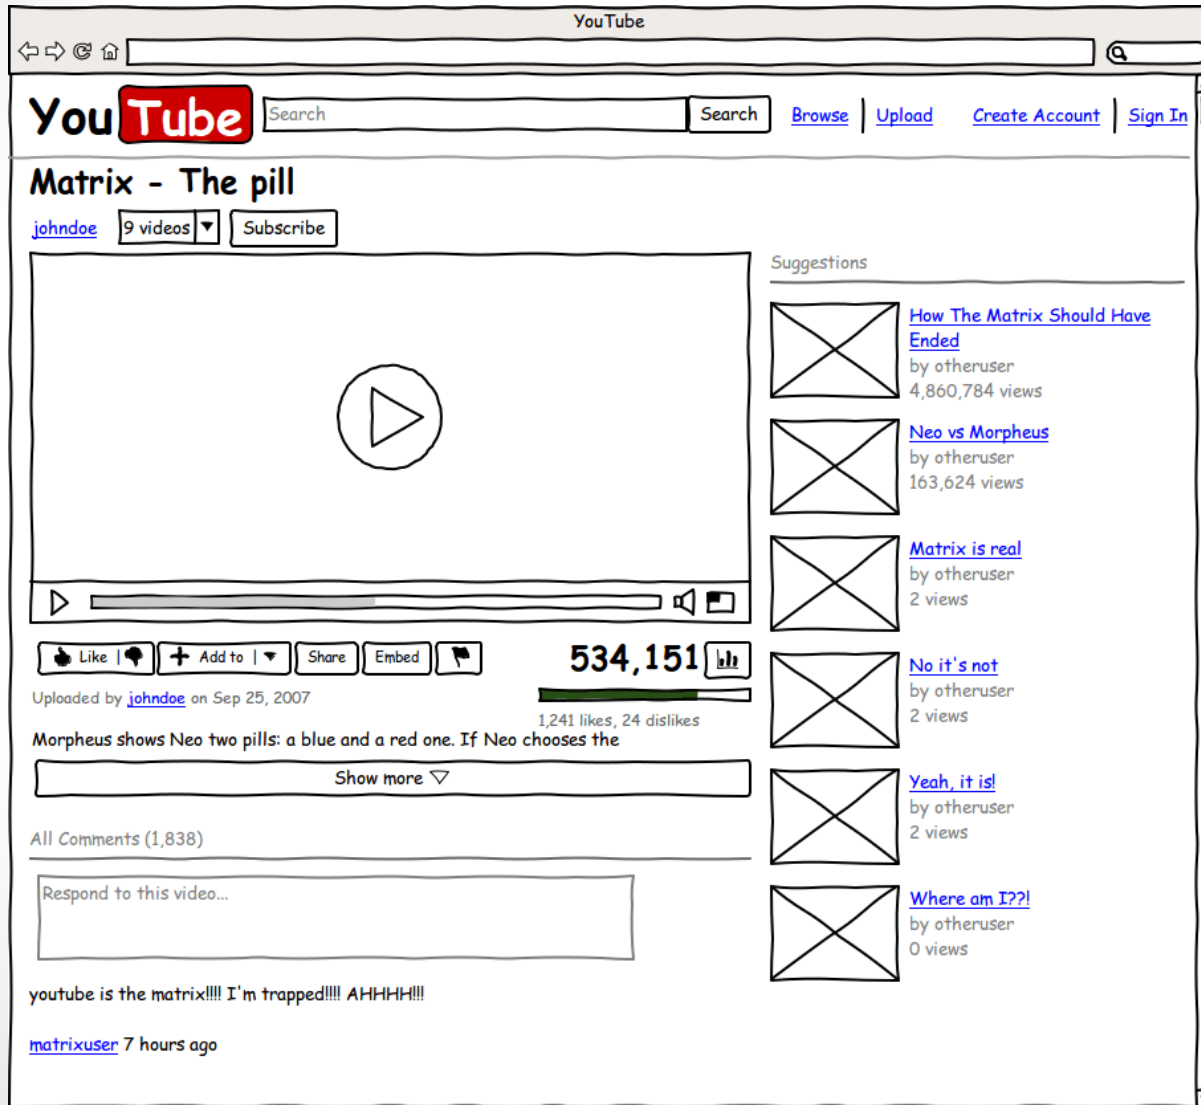 YouTube
You Tube
Search
Search
Browse
Upload
Create Account
Sign In
Matrix - The pill
johndoe
9 videos
Subscribe
Suggestions
How The Matrix Should Have
Ended
by otheruser
4,860,784 views
Neo vs Morpheus
by otheruser
163,624 views
Matrix is real
by otheruser
2 views
No it's not
by otheruser
2 views
Yeah, it is!
by otheruser
2 views
Where am I??!
by otheruser
0 views
Like |
Add to |
Share
Embed
534,151
Uploaded by johndoe on Sep 25, 2007
1,241 likes, 24 dislikes
Morpheus shows Neo two pills: a blue and a red one. If Neo chooses the
Show more
All Comments (1,838)
Respond to this video...
youtube is the matrix!!!! I'm trapped!!!! AHHHH!!!
matrixuser 7 hours ago